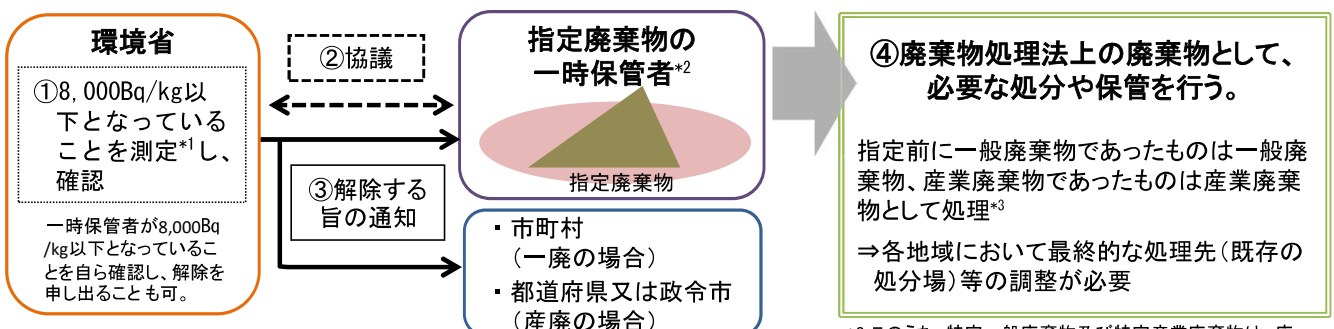 環境省
①8,000Bq/kg以
下となっている
ことを測定*1し、
確認
一時保管者が8,000Bq
/kg以下となっているこ
とを自ら確認し、解除を
申し出ることも可。
②協議
③解除する
旨の通知
指定廃棄物の
一時保管者*2
指定廃棄物
・市町村
(一廃の場合)
・都道府県又は政令市
(産廃の場合)
④廃棄物処理法上の廃棄物として、
必要な処分や保管を行う。
指定前に一般廃棄物であったものは一般廃
棄物、産業廃棄物であったものは産業廃棄
物として処理*3
⇒各地域において最終的な処理先(既存の
処分場)等の調整が必要